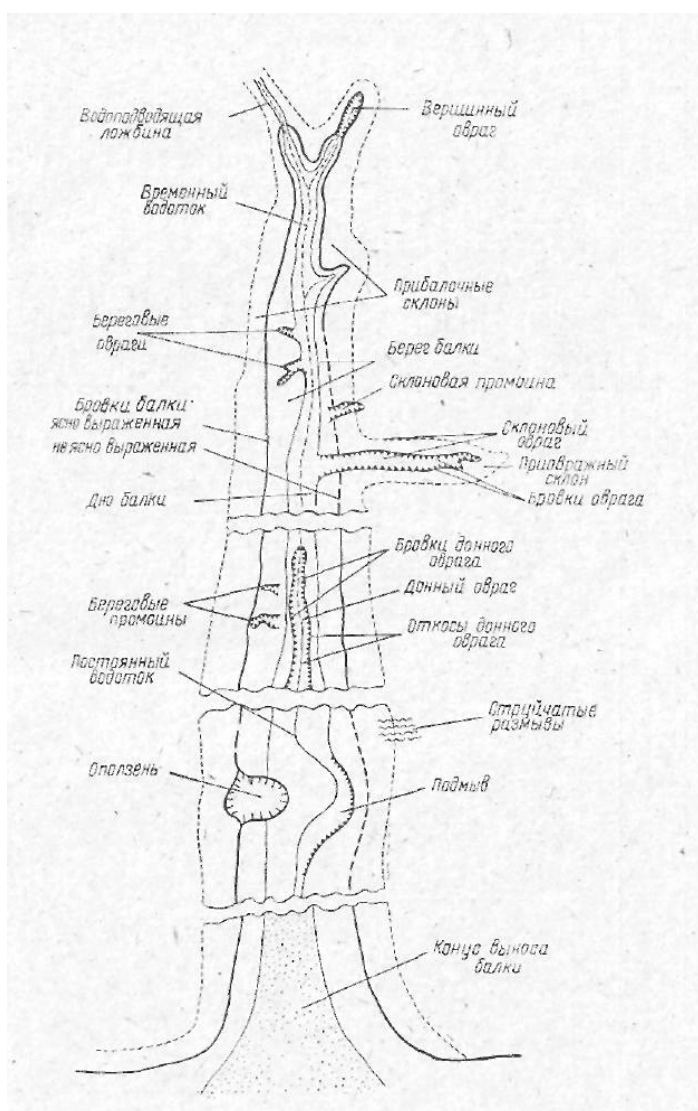 Водоподводящая
ложбина
Вершинный
овраг
Временный
водоток
Прибалочные
склоны
Береговые
овраги
Берег балки
Склоновая промоина
Бровки балки:
ясно выраженная
неясно выраженная
Склоновый
овраг
Приовражный
склон
Бровки оврага
Дно балки
Бровки донного
оврага
Донный овраг
Береговые
промоины
Откосы донного
оврага
Постоянный
водоток
Струйчатые
размывы
Оползень
Подмыв
Конус выноса
балки